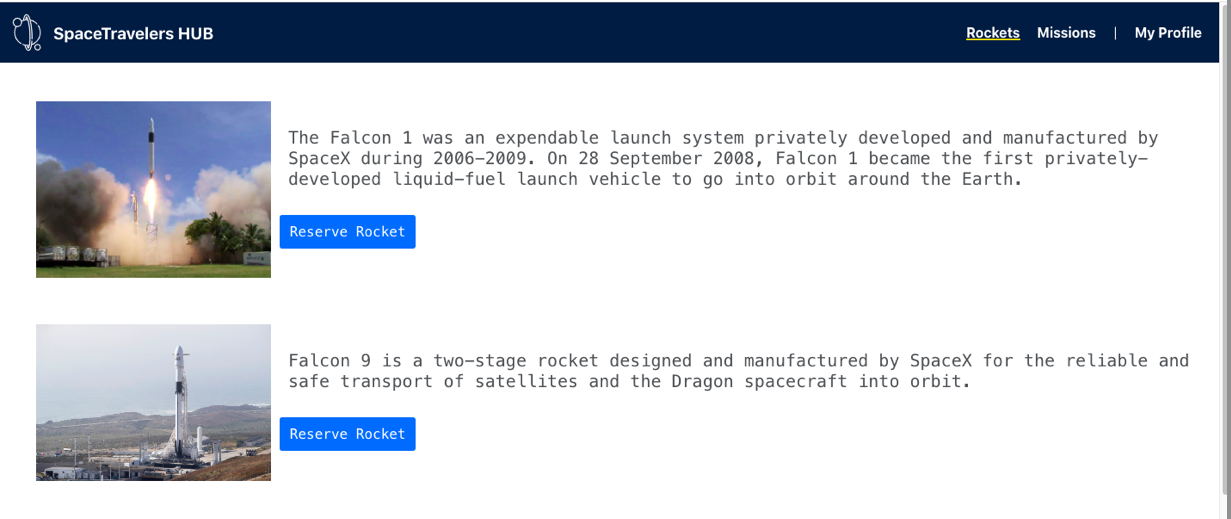 SpaceTravelers HUB
Rockets Missions | My Profile
The Falcon 1 was an expendable launch system privately developed and manufactured by
SpaceX during 2006–2009. On 28 September 2008, Falcon 1 became the first privately-
developed liquid-fuel launch vehicle to go into orbit around the Earth.
Reserve Rocket
Falcon 9 is a two-stage rocket designed and manufactured by SpaceX for the reliable and
safe transport of satellites and the Dragon spacecraft into orbit.
Reserve Rocket